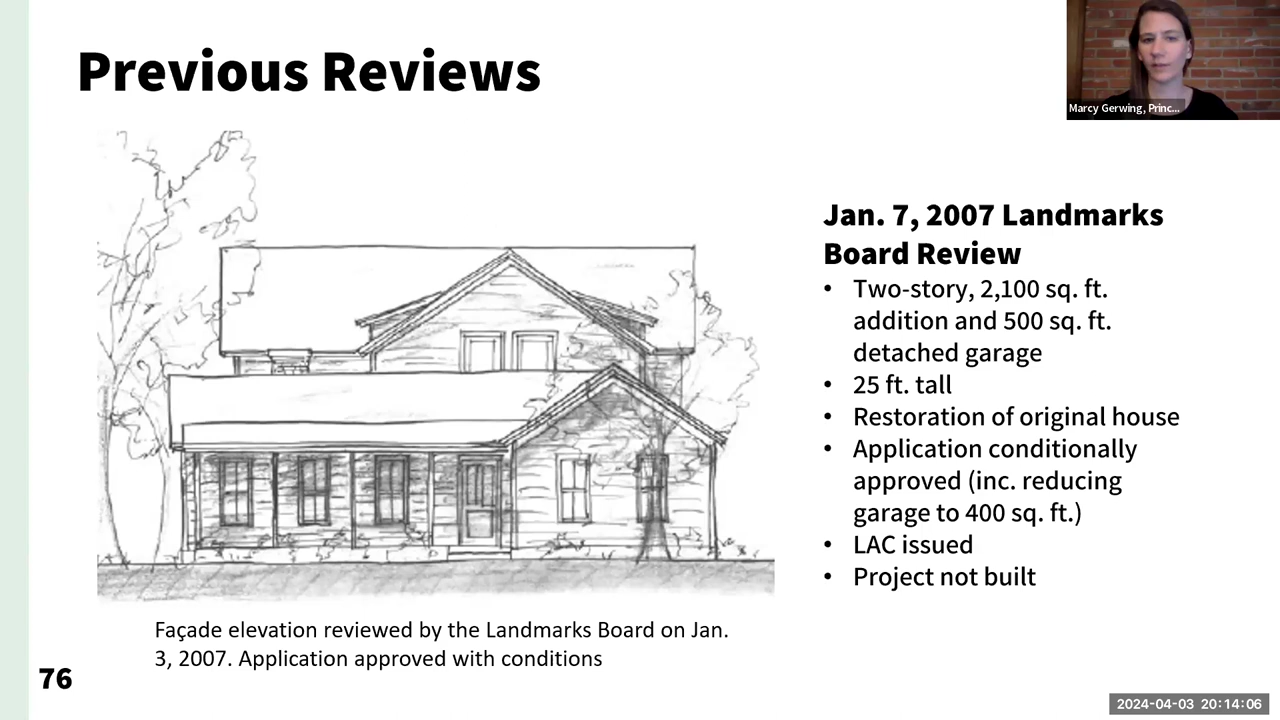 Previous Reviews
Marcy Gerwing, Princ...
Jan. 7, 2007 Landmarks
Board Review
• Two-story, 2,100 sq. ft.
addition and 500 sq. ft.
detached garage
• 25 ft. tall
• Restoration of original house
• Application conditionally
approved (inc. reducing
garage to 400 sq. ft.)
• LAC issued
• Project not built
Façade elevation reviewed by the Landmarks Board on Jan.
3, 2007. Application approved with conditions
76
2024-04-03 20:14:06